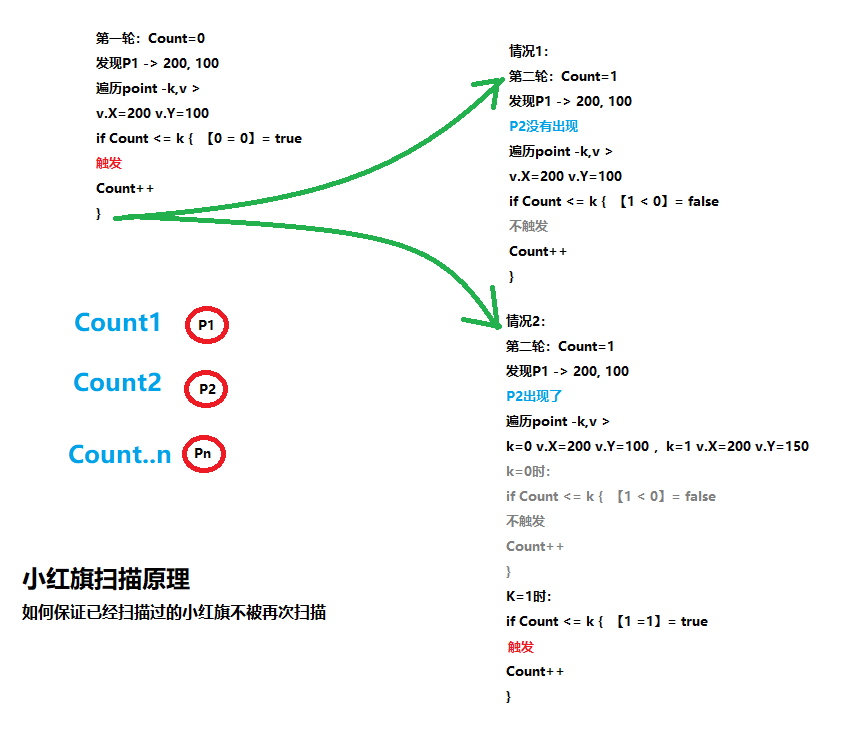 第一轮：Count=0
发现P1 -> 200, 100
遍历point -k,v >
v.X=200 v.Y=100
if Count <= k { 【0 = 0】= true
触发
Count++
}
情况1：
第二轮：Count=1
发现P1 -> 200, 100
P2没有出现
遍历point -k,v >
v.X=200 v.Y=100
if Count <= k { 【1 < 0】= false
不触发
Count++
}
情况2：
第二轮：Count=1
发现P1 -> 200, 100
P2出现了
遍历point -k,v >
k=0 v.X=200 v.Y=100 , k=1 v.X=200 v.Y=150
k=0时：
if Count <= k { 【1 < 0】= false
不触发
Count++
}
K=1时：
if Count <= k { 【1 =1】= true
触发
Count++
}
Count1 P1
Count2 P2
Count..n Pn
小红旗扫描原理
如何保证已经扫描过的小红旗不被再次扫描